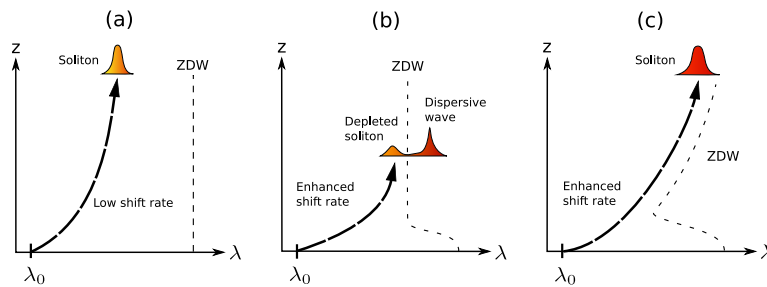 (a)
z
Soliton
ZDW
Low shift rate
λ0
λ
(b)
z
ZDW
Depleted
soliton
Dispersive
wave
Enhanced
shift rate
λ0
λ
(c)
z
Soliton
ZDW
Enhanced
shift rate
λ0
λ